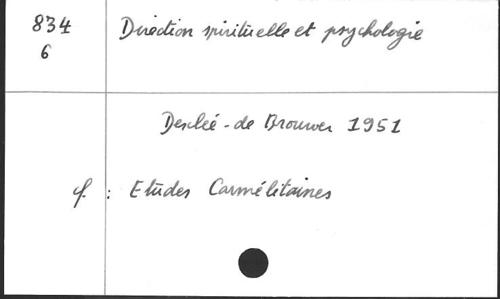 834 Direction spirituelle et psychologie
6
Desclée - de Brouwer 1951
cf. : Etudes Carmélitaines